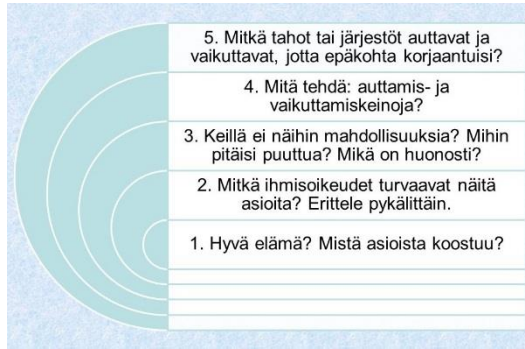 5. Mitkä tahot tai järjestöt auttavat ja
vaikuttavat, jotta epäkohta korjaantuisi?
4. Mitä tehdä: auttamis- ja
vaikuttamiskeinoja?
3. Keillä ei näihin mahdollisuuksia? Mihin
pitäisi puuttua? Mikä on huonosti?
2. Mitkä ihmisoikeudet turvaavat näitä
asioita? Erittele pykälittäin.
1. Hyvä elämä? Mistä asioista koostuu?